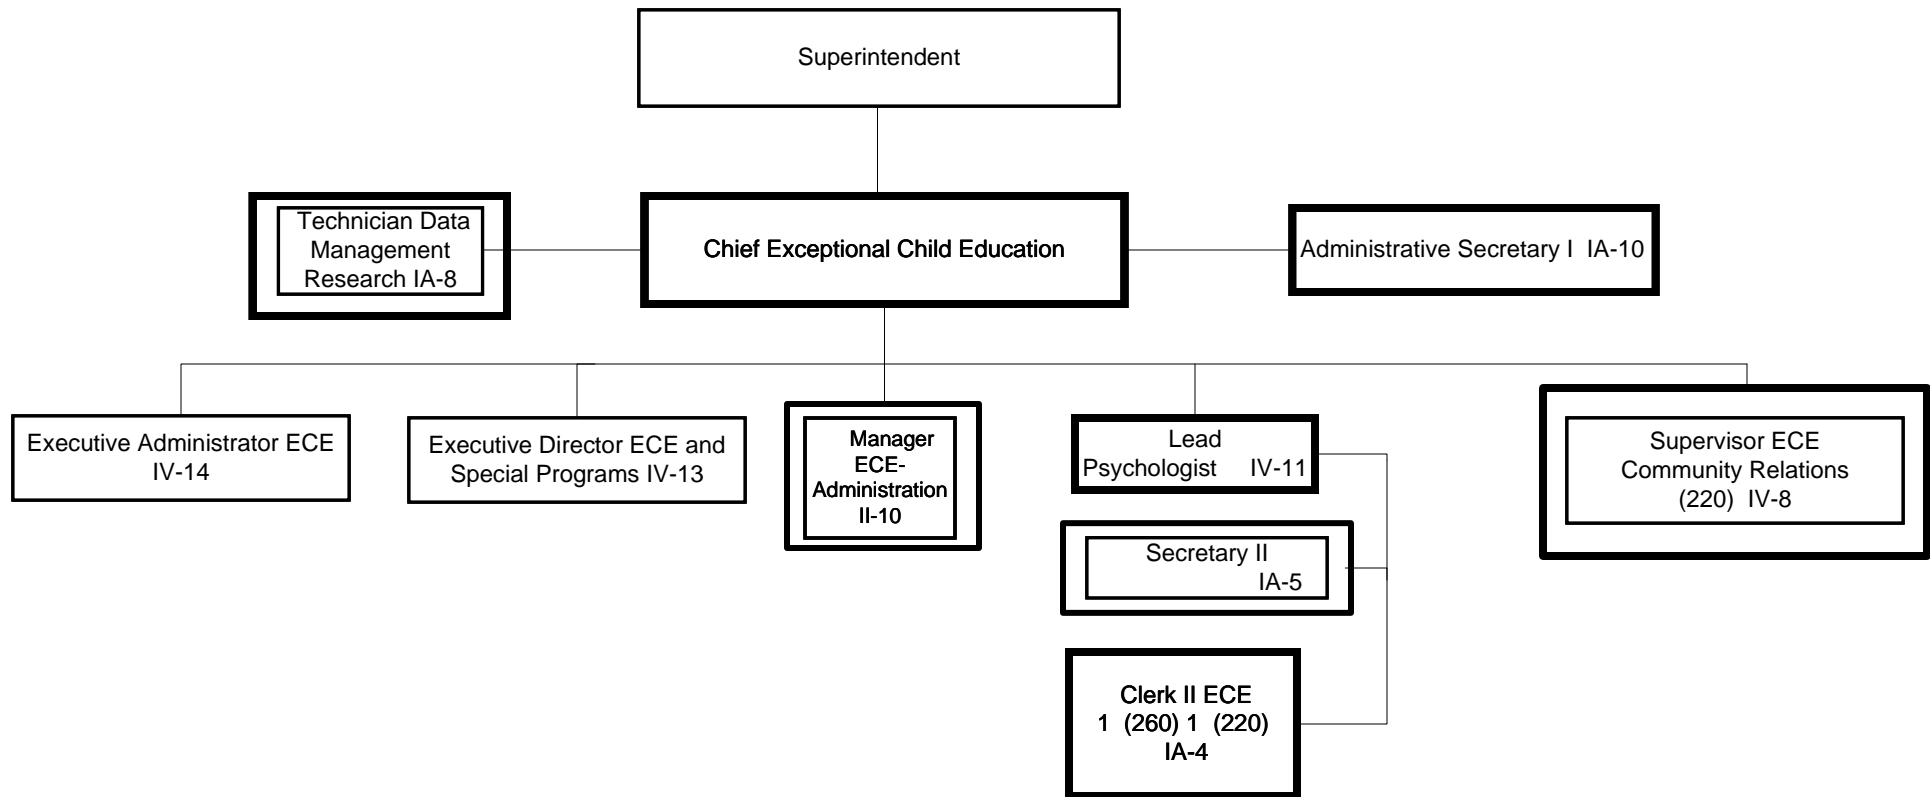 Superintendent
Technician Data
Management
Research IA-8
Chief Exceptional Child Education
Administrative Secretary I IA-10
Executive Administrator ECE
IV-14
Executive Director ECE and
Special Programs IV-13
Manager
ECE-
Administration
II-10
Lead
Psychologist IV-11
Supervisor ECE
Community Relations
(220) IV-8
Secretary II
IA-5
Clerk II ECE
1 (260) 1 (220)
IA-4